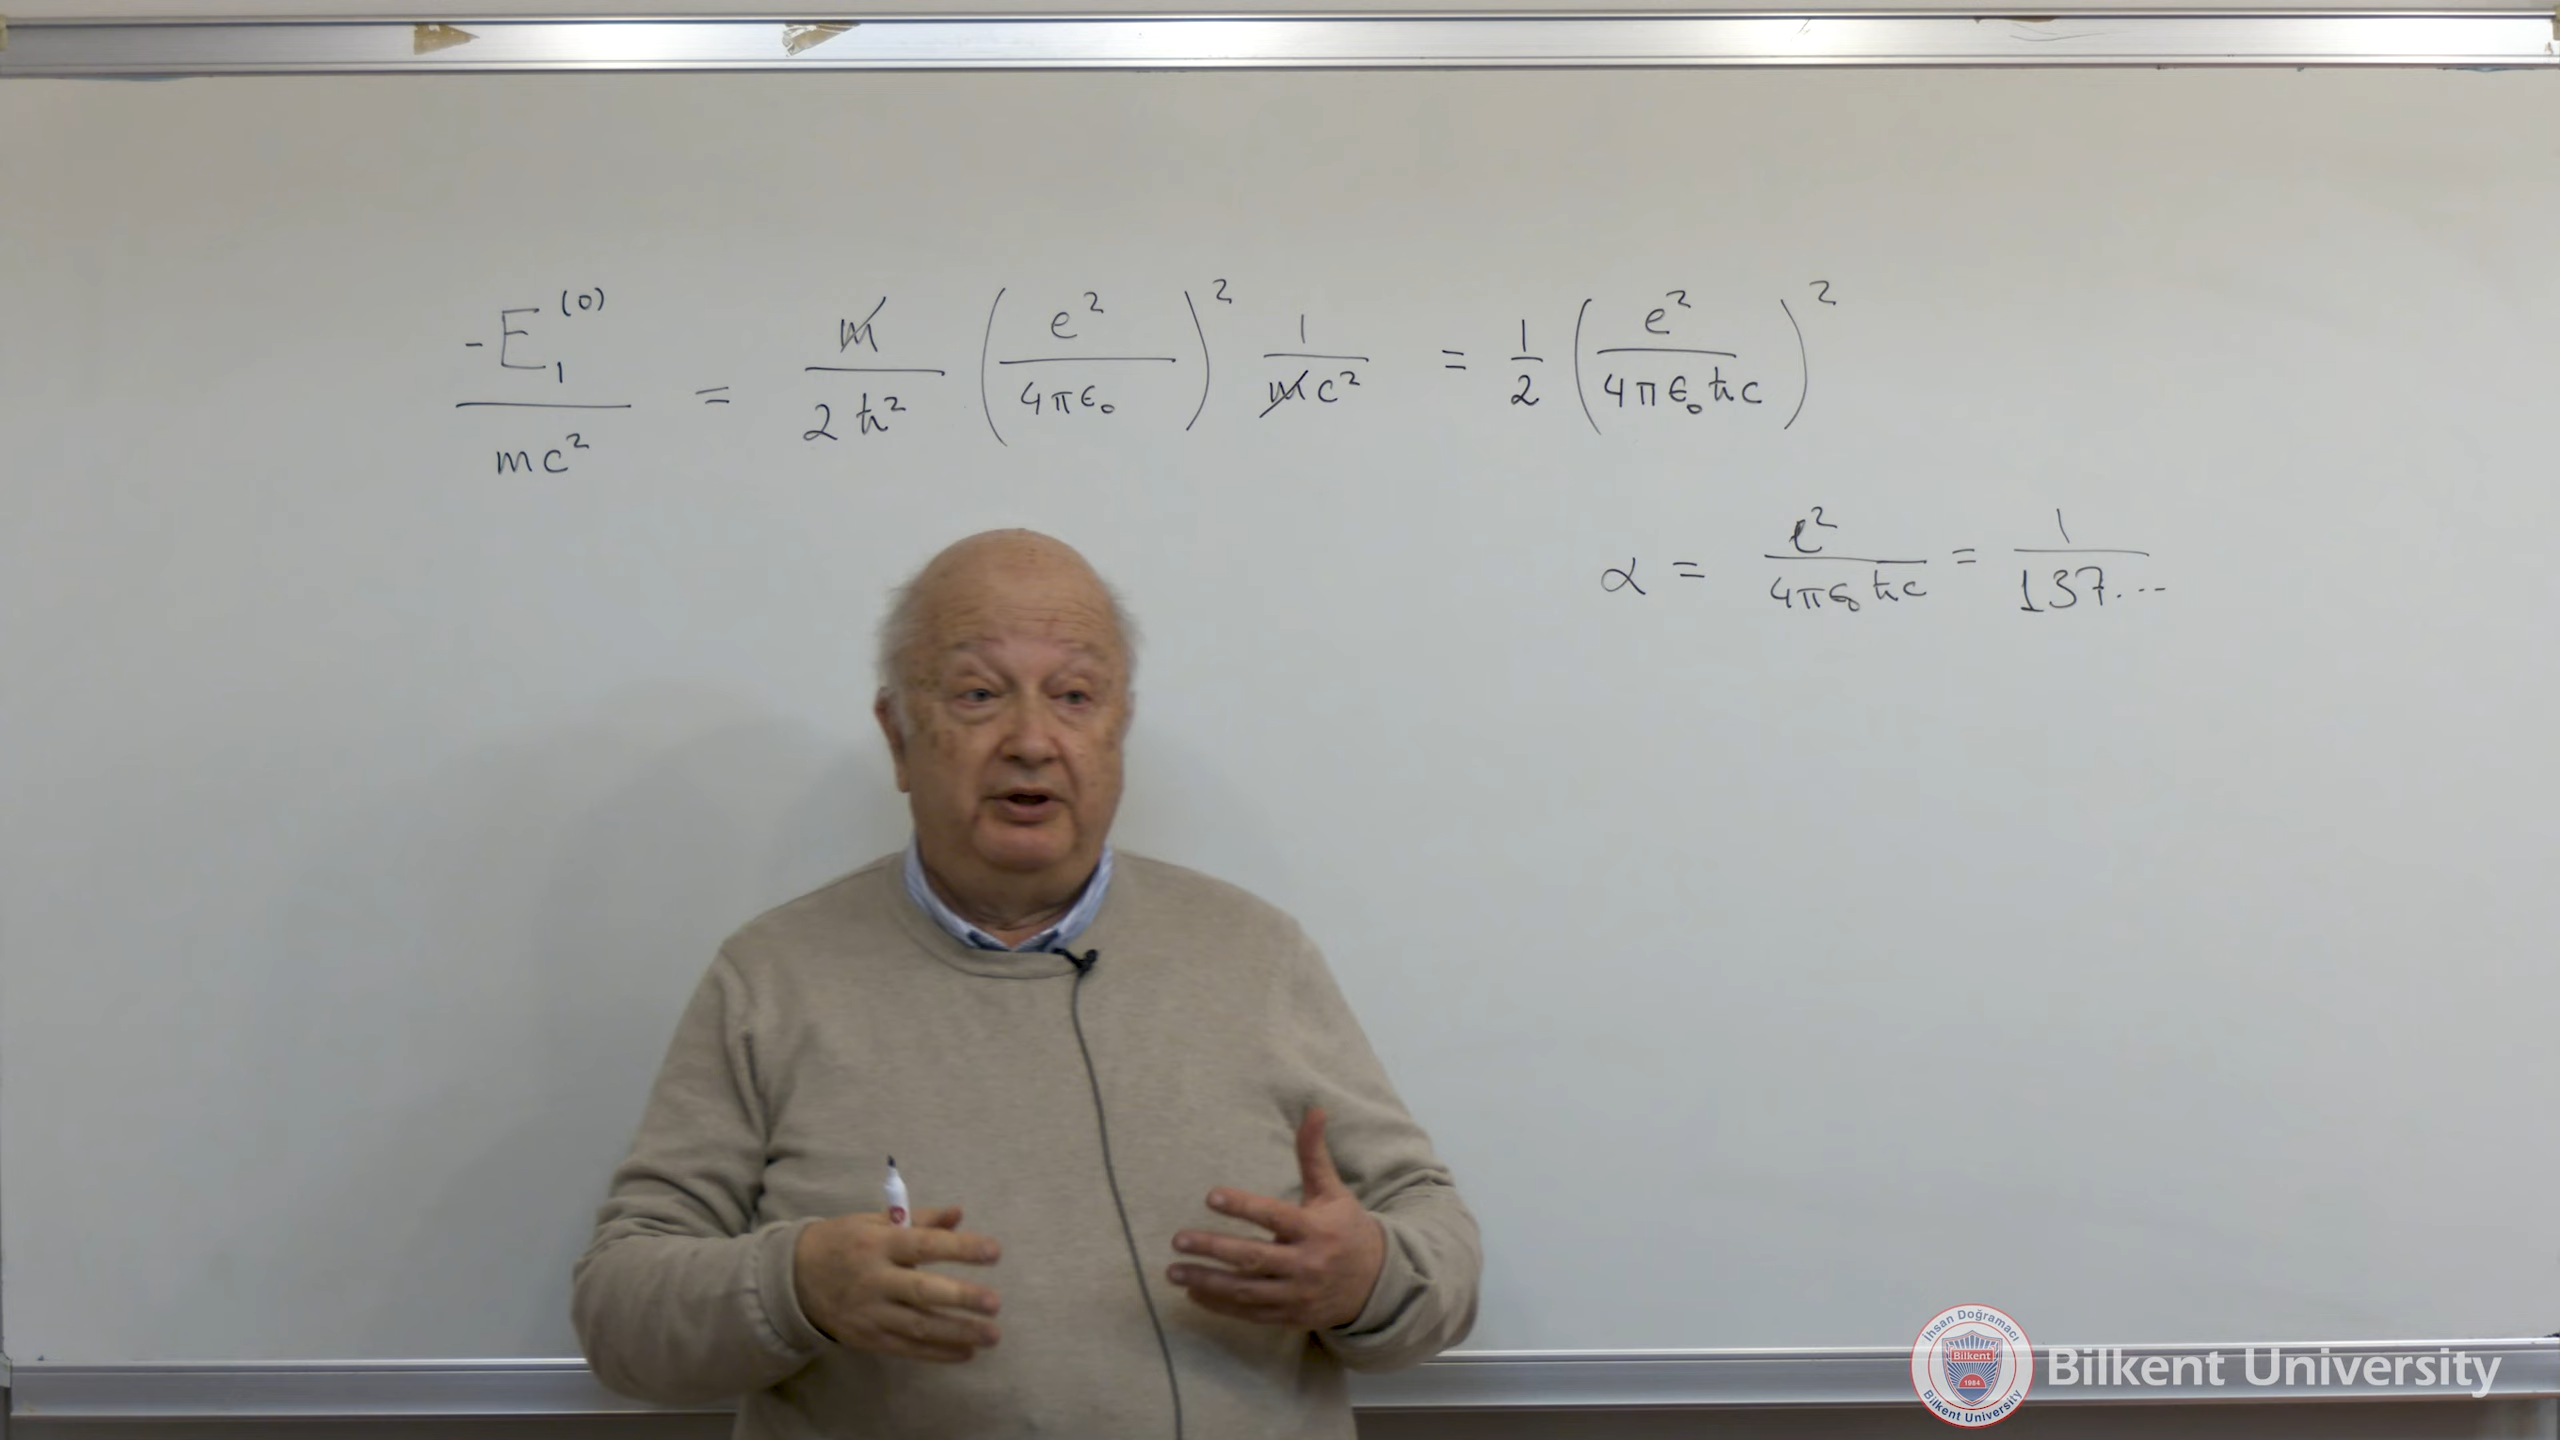 -E₁⁽⁰⁾ / mc² = m / 2ħ² ( e² / 4πϵ₀ )² 1 / mc² = 1/2 ( e² / 4πϵ₀ħc )²
α = e² / 4πϵ₀ħc = 1 / 137...
İhsan Doğramacı
Bilkent
1984
Bilkent University
Bilkent University